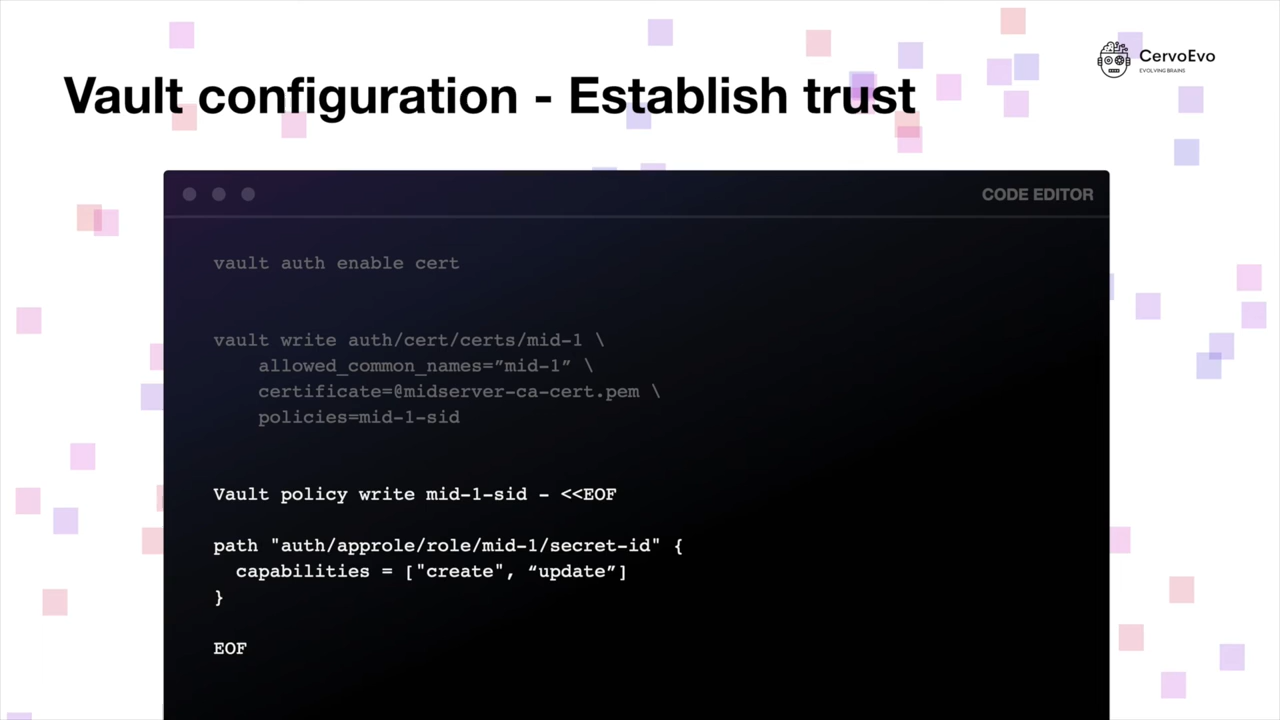 CervoEvo
EVOLVING BRAINS
Vault configuration - Establish trust
CODE EDITOR
vault auth enable cert
vault write auth/cert/certs/mid-1 \
allowed_common_names=”mid-1” \
certificate=@midserver-ca-cert.pem \
policies=mid-1-sid
Vault policy write mid-1-sid - <<EOF
path "auth/approle/role/mid-1/secret-id" {
capabilities = ["create", “update”]
}
EOF